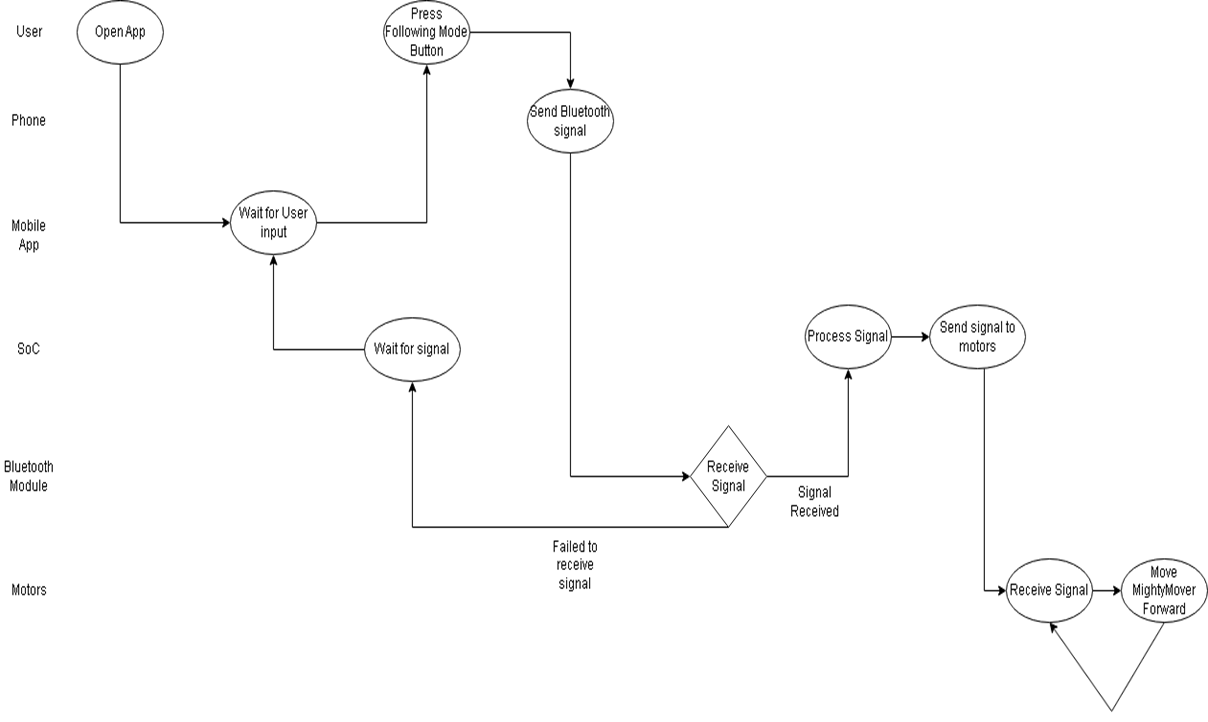 User
Open App
Press
Following Mode
Button
Phone
Send Bluetooth
signal
Mobile
App
Wait for User
input
SoC
Wait for signal
Process Signal
Send signal to
motors
Bluetooth
Module
Receive
Signal
Signal
Received
Failed to
receive
signal
Motors
Receive Signal
Move
MightyMover
Forward